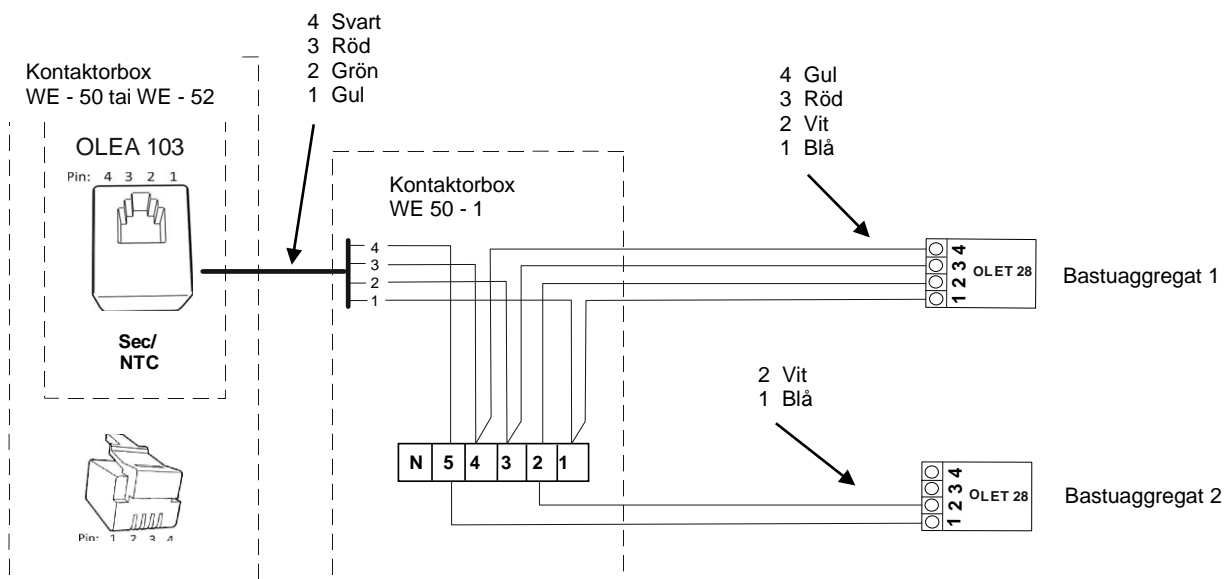 4 Svart
3 Röd
2 Grön
1 Gul
Kontaktorbox
WE - 50 tai WE - 52
OLEA 103
Pin: 4 3 2 1
Sec/
NTC
Pin: 1 2 3 4
Kontaktorbox
WE 50 - 1
4
3
2
1
N 5 4 3 2 1
4 Gul
3 Röd
2 Vit
1 Blå
1 2 3 4
OLET 28
Bastuaggregat 1
2 Vit
1 Blå
1 2 3 4
OLET 28
Bastuaggregat 2